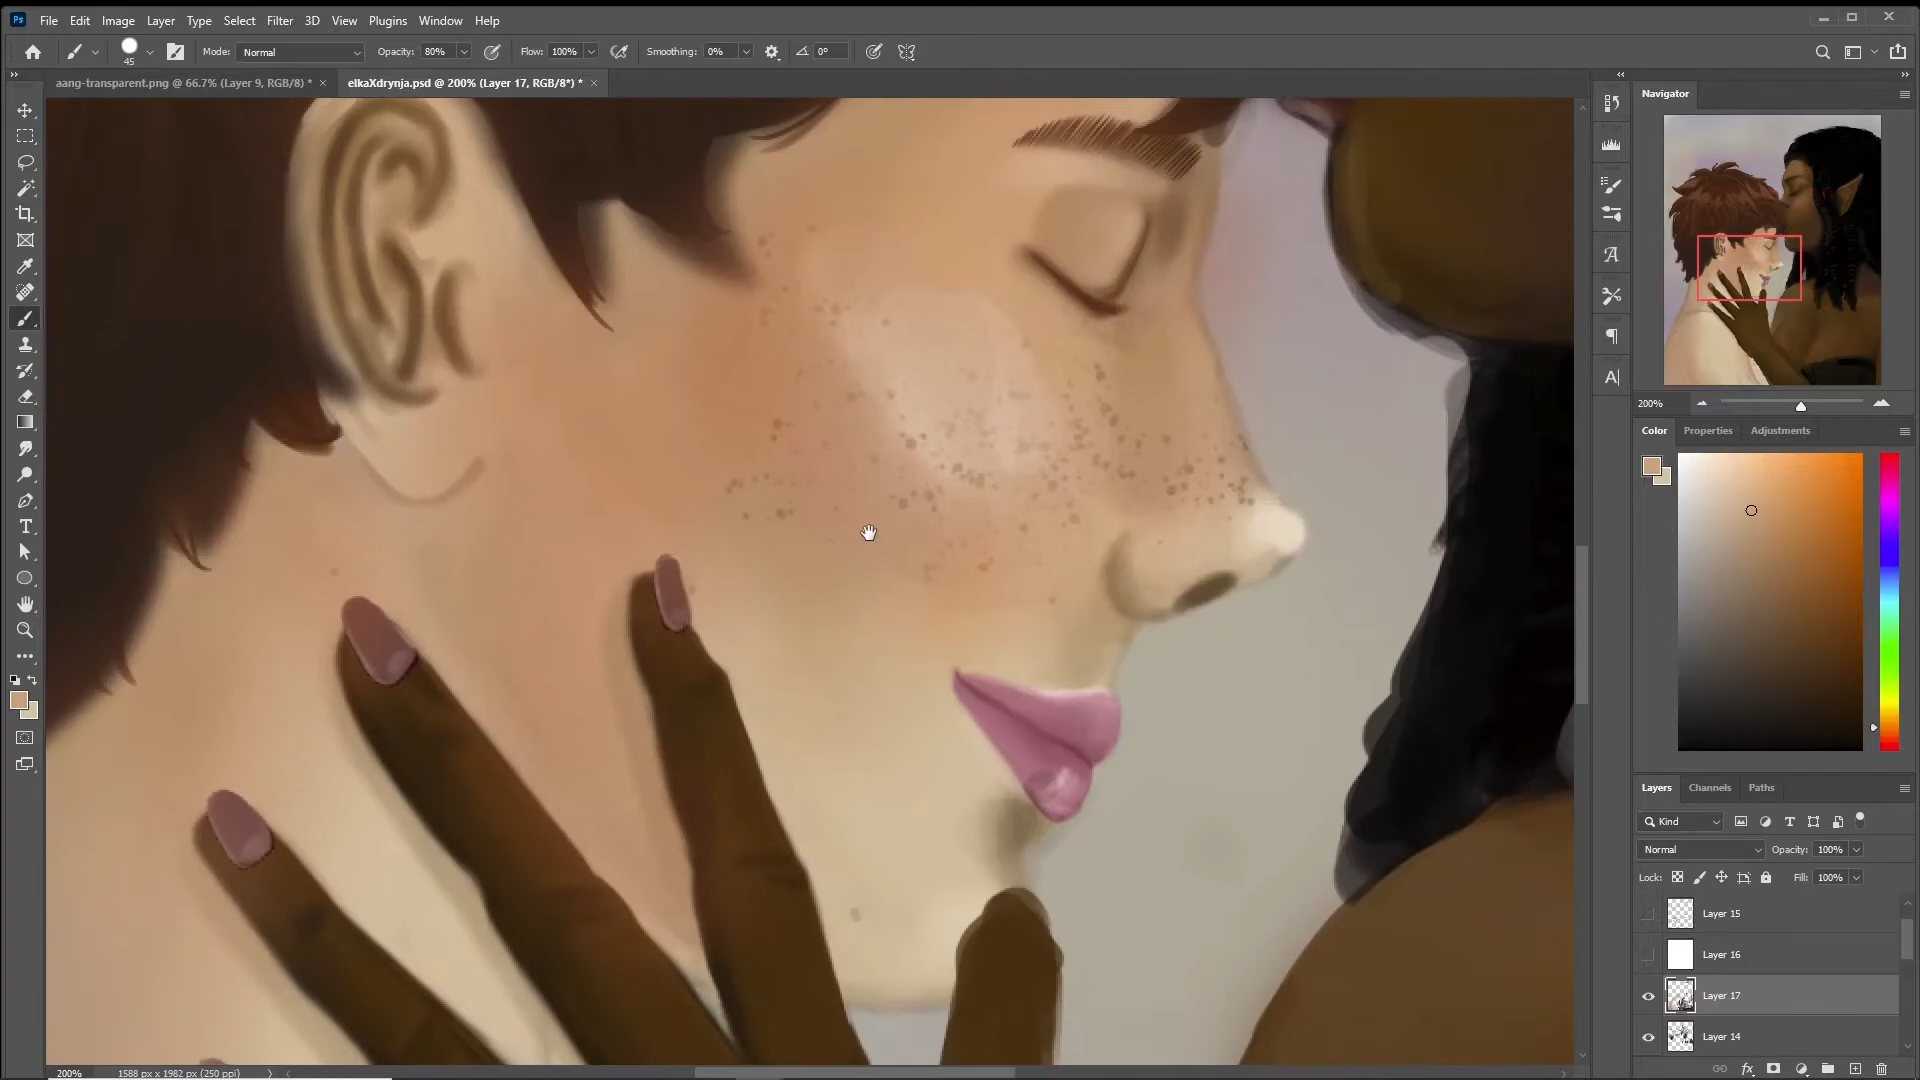 Ps File Edit Image Layer Type Select Filter 3D View Plugins Window Help
45 Mode: Normal Opacity: 80% Flow: 100% Smoothing: 0% 0°
aang-transparent.png @ 66.7% (Layer 9, RGB/8) * × elkaXdrynja.psd @ 200% (Layer 17, RGB/8*) * ×
Navigator
200%
Color Properties Adjustments
Layers Channels Paths
Kind
Normal Opacity: 100%
Lock: Fill: 100%
Layer 15
Layer 16
Layer 17
Layer 14
200% 1588 px x 1982 px (250 ppi)